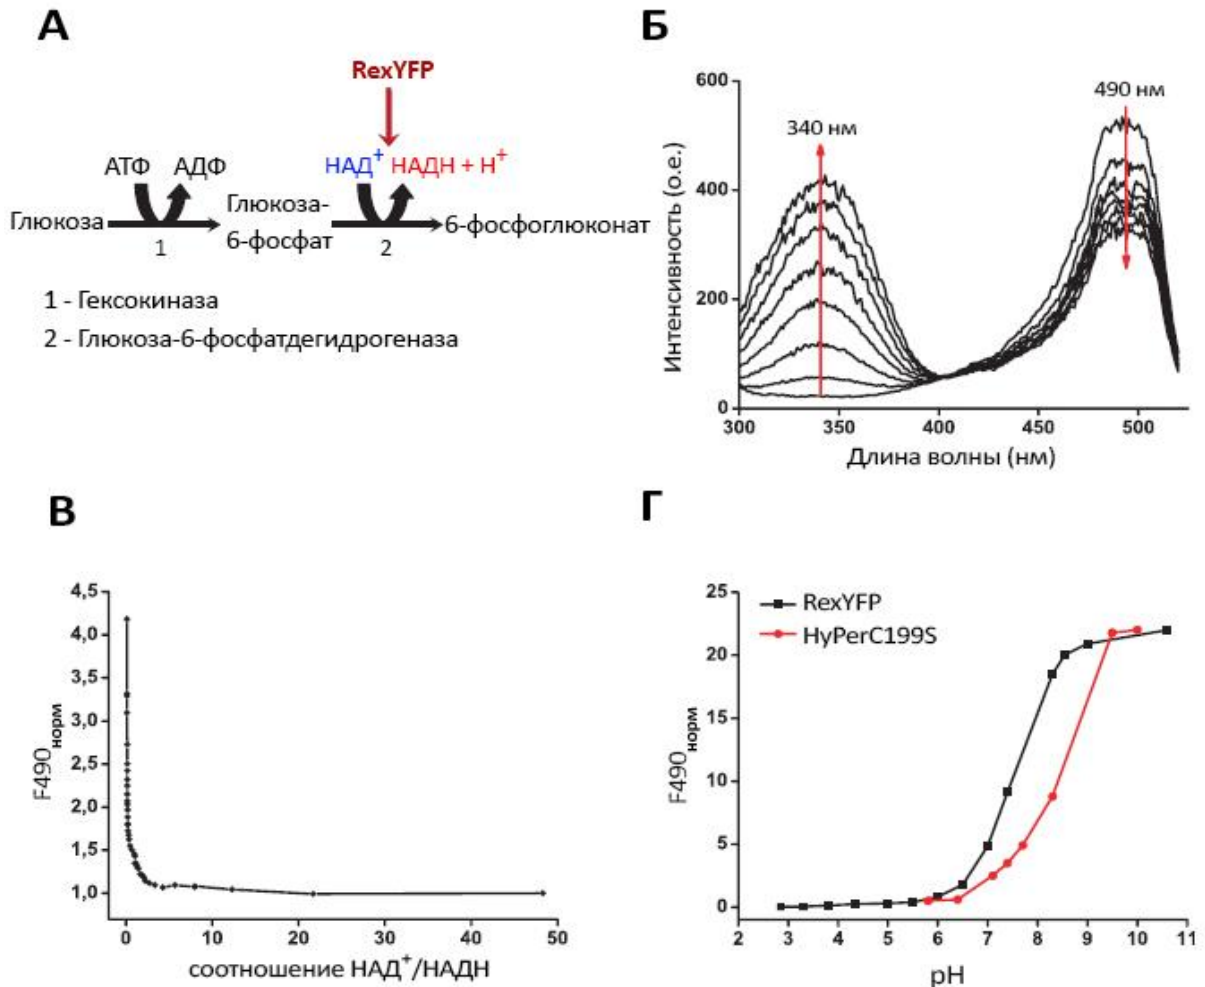 А
RexYFP
АТФ АДФ НАД⁺ НАДН + Н⁺
Глюкоза Глюкоза-6-фосфат 6-фосфоглюконат
1 2
1 - Гексокиназа
2 - Глюкоза-6-фосфатдегидрогеназа
Б
Интенсивность (о.е.)
600
400
200
0
340 нм
490 нм
300 350 400 450 500
Длина волны (нм)
В
F490норм
4,5
4,0
3,5
3,0
2,5
2,0
1,5
1,0
0 10 20 30 40 50
соотношение НАД⁺/НАДН
Г
F490норм
25
20
15
10
5
0
RexYFP
HyPerC199S
2 3 4 5 6 7 8 9 10 11
pH